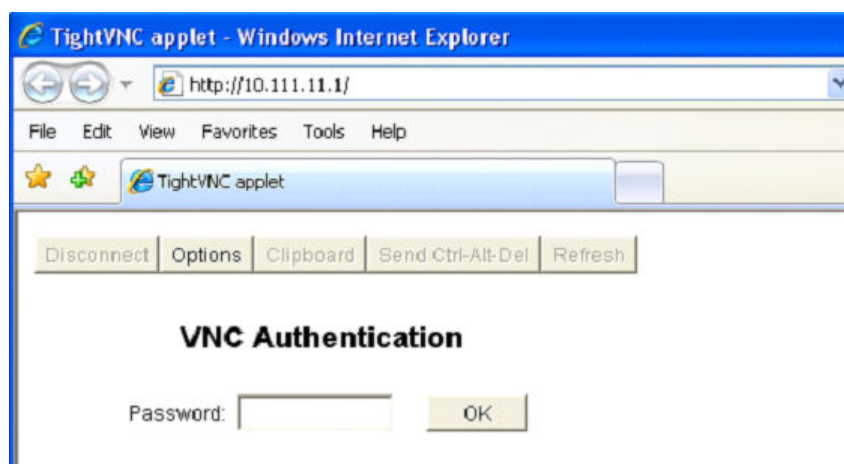 TightVNC applet - Windows Internet Explorer
http://10.111.11.1/
File Edit View Favorites Tools Help
TightVNC applet
Disconnect Options Clipboard Send Ctrl-Alt-Del Refresh
VNC Authentication
Password: OK